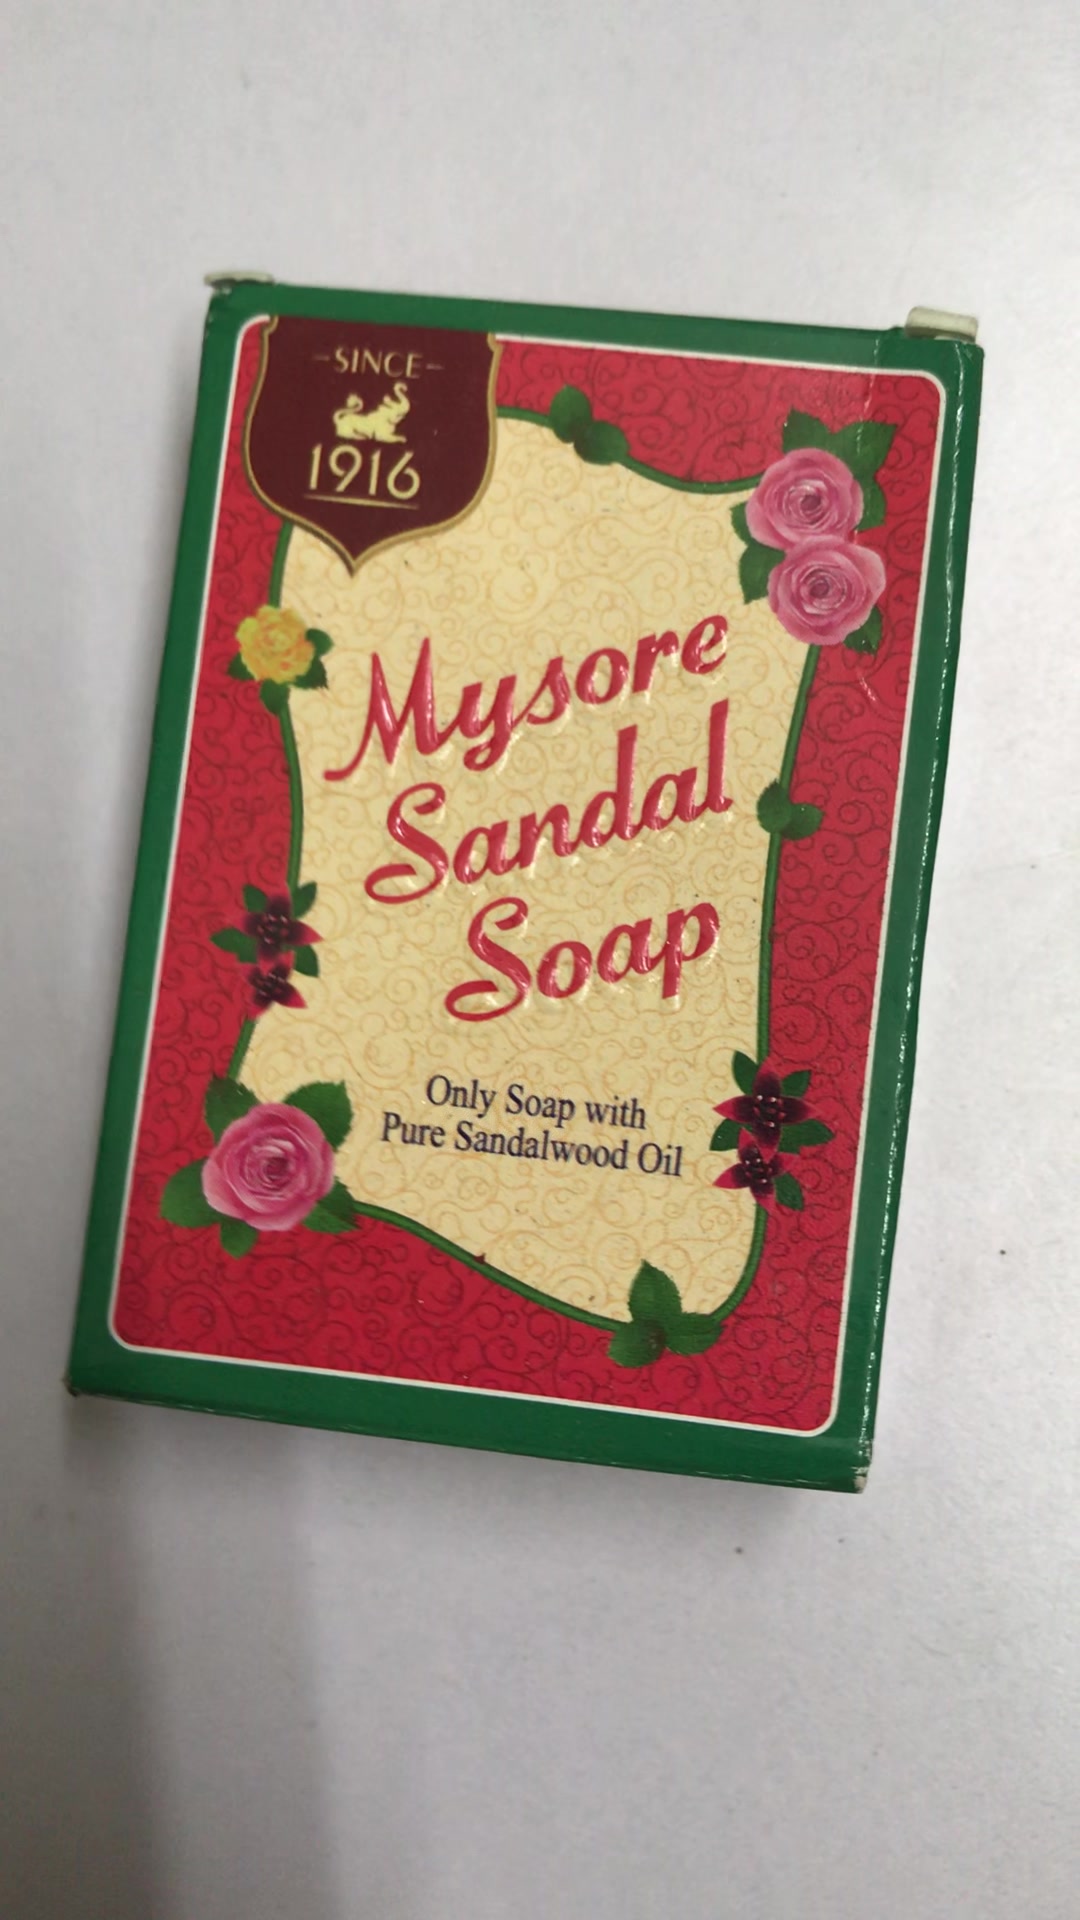 -SINCE-
1916
Mysore
Sandal
Soap
Only Soap with
Pure Sandalwood Oil